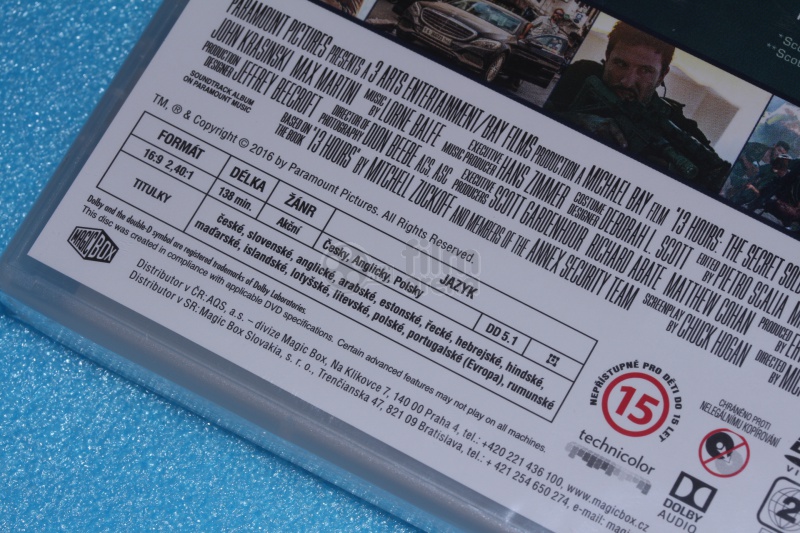 *Sco
**Scot
PARAMOUNT PICTURES PRESENTS A 3 ARTS ENTERTAINMENT/BAY FILMS PRODUCTION A MICHAEL BAY FILM "13 HOURS: THE SECRET SOL
JOHN KRASINSKI MAX MARTINI MUSIC BY LORNE BALFE EXECUTIVE MUSIC PRODUCER HANS ZIMMER COSTUME DESIGNER DEBORAH L. SCOTT EDITED BY PIETRO SCALIA
PRODUCTION DESIGNER JEFFREY BEECROFT DIRECTOR OF PHOTOGRAPHY DION BEEBE ACS, ASC EXECUTIVE PRODUCERS SCOTT GARDENHOUR RICHARD ABATE MATTHEW COHAN PRODUCED
SOUNDTRACK ALBUM ON PARAMOUNT MUSIC BASED ON THE BOOK "13 HOURS" BY MITCHELL ZUCKOFF AND MEMBERS OF THE ANNEX SECURITY TEAM SCREENPLAY BY CHUCK HOGAN DIRECTED BY
TM, ® & Copyright © 2016 by Paramount Pictures. All Rights Reserved.
FORMÁT DÉLKA ŽÁNR JAZYK
16:9 2,40:1 138 min. Akční Česky, Anglicky, Polsky DD 5.1
TITULKY české, slovenské, anglické, arabské, estonské, řecké, hebrejské, hindské,
maďarské, islandské, lotyšské, litevské, polské, portugalské (Evropa), rumunské
Dolby and the double-D symbol are registered trademarks of Dolby Laboratories.
This disc was created in compliance with applicable DVD specifications. Certain advanced features may not play on all machines.
MAGIC BOX
Distributor v ČR:AQS, a.s. – divize Magic Box, Na Klikovce 7, 140 00 Praha 4, tel.: +420 221 436 100, www.magicbox.cz
Distributor v SR:Magic Box Slovakia, s. r. o., Trenčianska 47, 821 09 Bratislava, tel.: + 421 254 650 274, e-mail: mag
NEPŘÍSTUPNÉ PRO DĚTI DO 15 LET
15
technicolor
CHRÁNĚNO PROTI
NELEGÁLNÍMU KOPÍROVÁNÍ
DOLBY
AUDIO
2
film